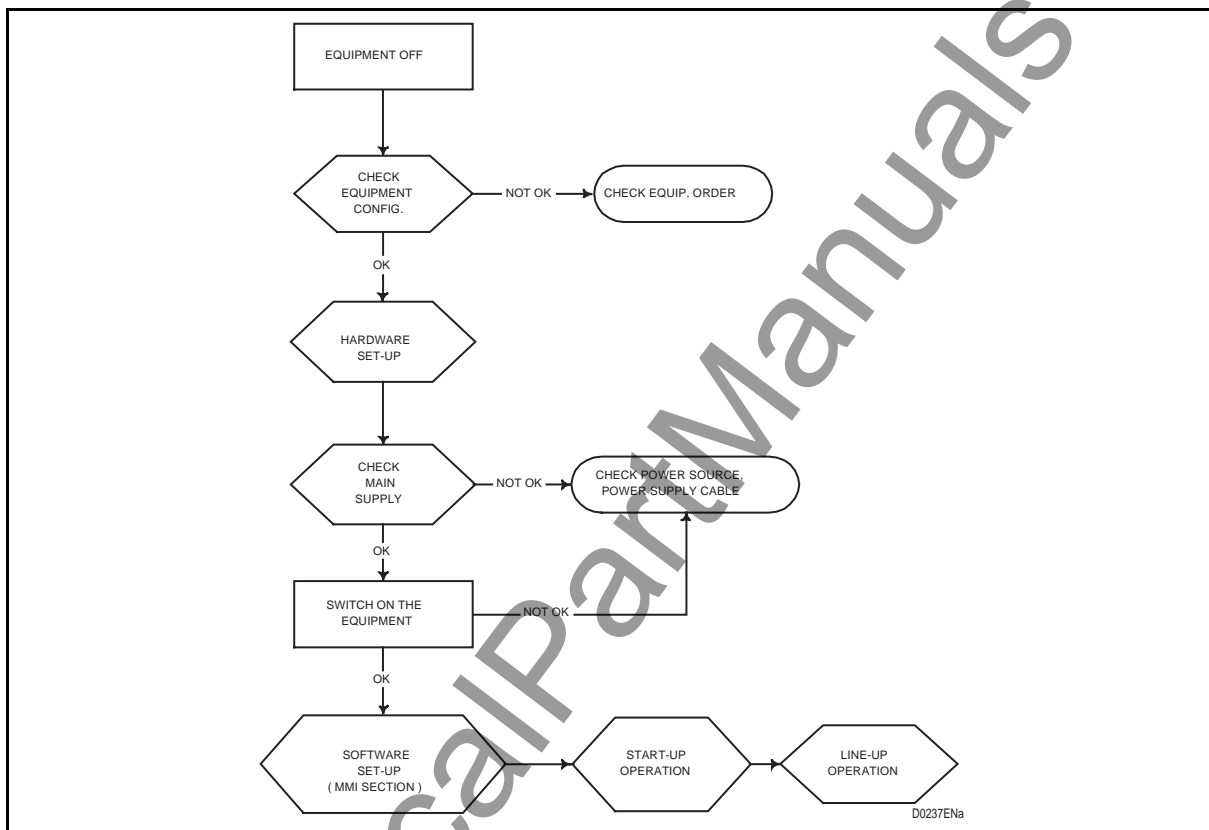 EQUIPMENT OFF
CHECK
EQUIPMENT
CONFIG.
NOT OK
CHECK EQUIP. ORDER
OK
HARDWARE
SET-UP
CHECK
MAIN
SUPPLY
NOT OK
CHECK POWER SOURCE,
POWER SUPPLY CABLE
OK
SWITCH ON THE
EQUIPMENT
NOT OK
OK
SOFTWARE
SET-UP
( MMI SECTION )
START-UP
OPERATION
LINE-UP
OPERATION
D0237ENa
calPartManuals